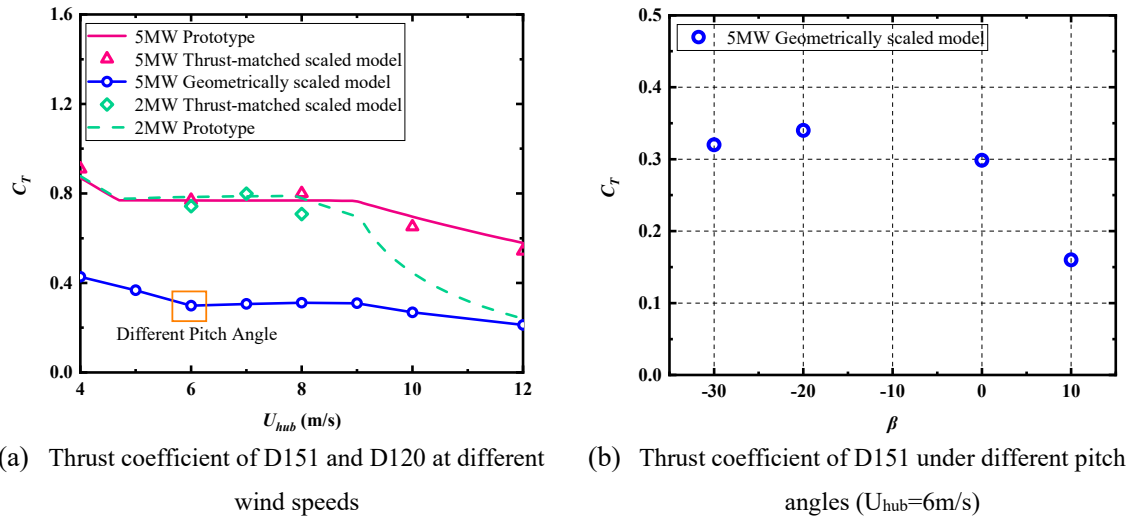 1.6
1.2
0.8
0.4
0.0
C_T
5MW Prototype
5MW Thrust-matched scaled model
5MW Geometrically scaled model
2MW Thrust-matched scaled model
2MW Prototype
Different Pitch Angle
4 6 8 10 12
U_hub (m/s)
(a) Thrust coefficient of D151 and D120 at different
wind speeds
0.5
0.4
0.3
0.2
0.1
0.0
C_T
5MW Geometrically scaled model
-30 -20 -10 0 10
β
(b) Thrust coefficient of D151 under different pitch
angles (U_hub=6m/s)